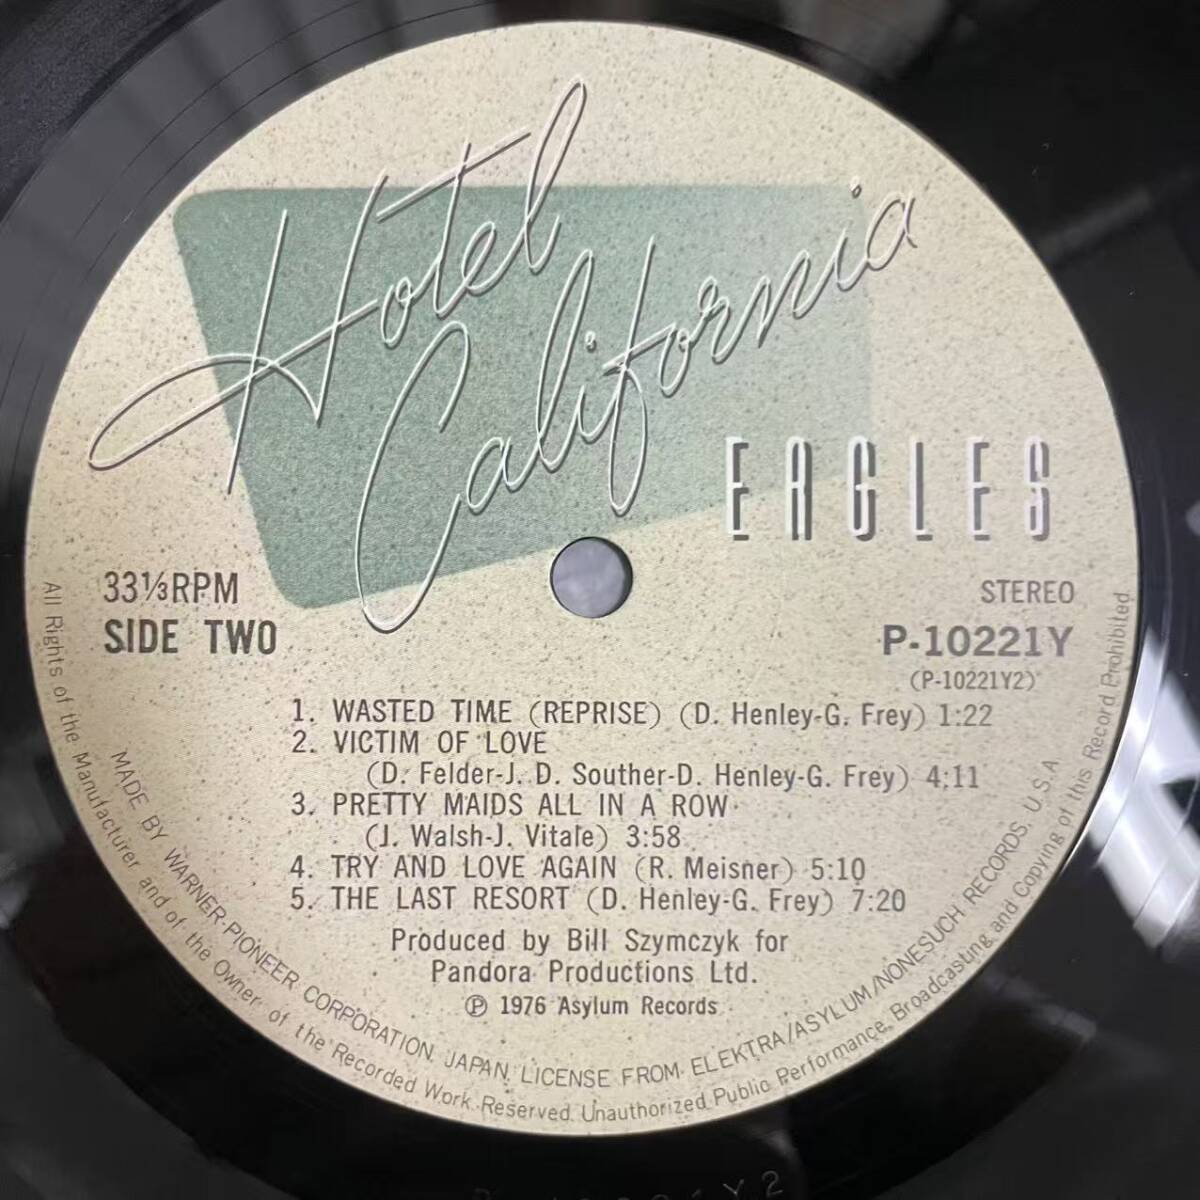 Hotel
California
EAGLES
33⅓RPM
SIDE TWO
STEREO
P-10221Y
(P-10221Y2)
1. WASTED TIME (REPRISE) (D. Henley-G. Frey) 1:22
2. VICTIM OF LOVE
(D. Felder-J. D. Souther-D. Henley-G. Frey) 4:11
3. PRETTY MAIDS ALL IN A ROW
(J. Walsh-J. Vitale) 3:58
4. TRY AND LOVE AGAIN (R. Meisner) 5:10
5. THE LAST RESORT (D. Henley-G. Frey) 7:20
Produced by Bill Szymczyk for
Pandora Productions Ltd.
℗ 1976 Asylum Records
MADE BY WARNER-PIONEER CORPORATION, JAPAN, LICENSE FROM ELEKTRA/ASYLUM/NONESUCH RECORDS, U.S.A
All Rights of the Manufacturer and of the Owner of the Recorded Work Reserved. Unauthorized Public Performance, Broadcasting and Copying of this Record Prohibited